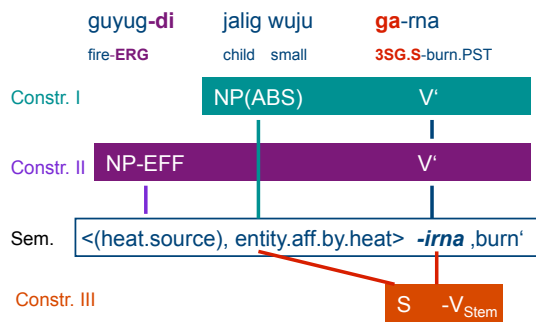 guyug-di jalig wuju ga-rna
fire-ERG child small 3SG.S-burn.PST
Constr. I NP(ABS) V‘
Constr. II NP-EFF V‘
Sem. <(heat.source), entity.aff.by.heat> -irna ‚burn‘
Constr. III S -VStem